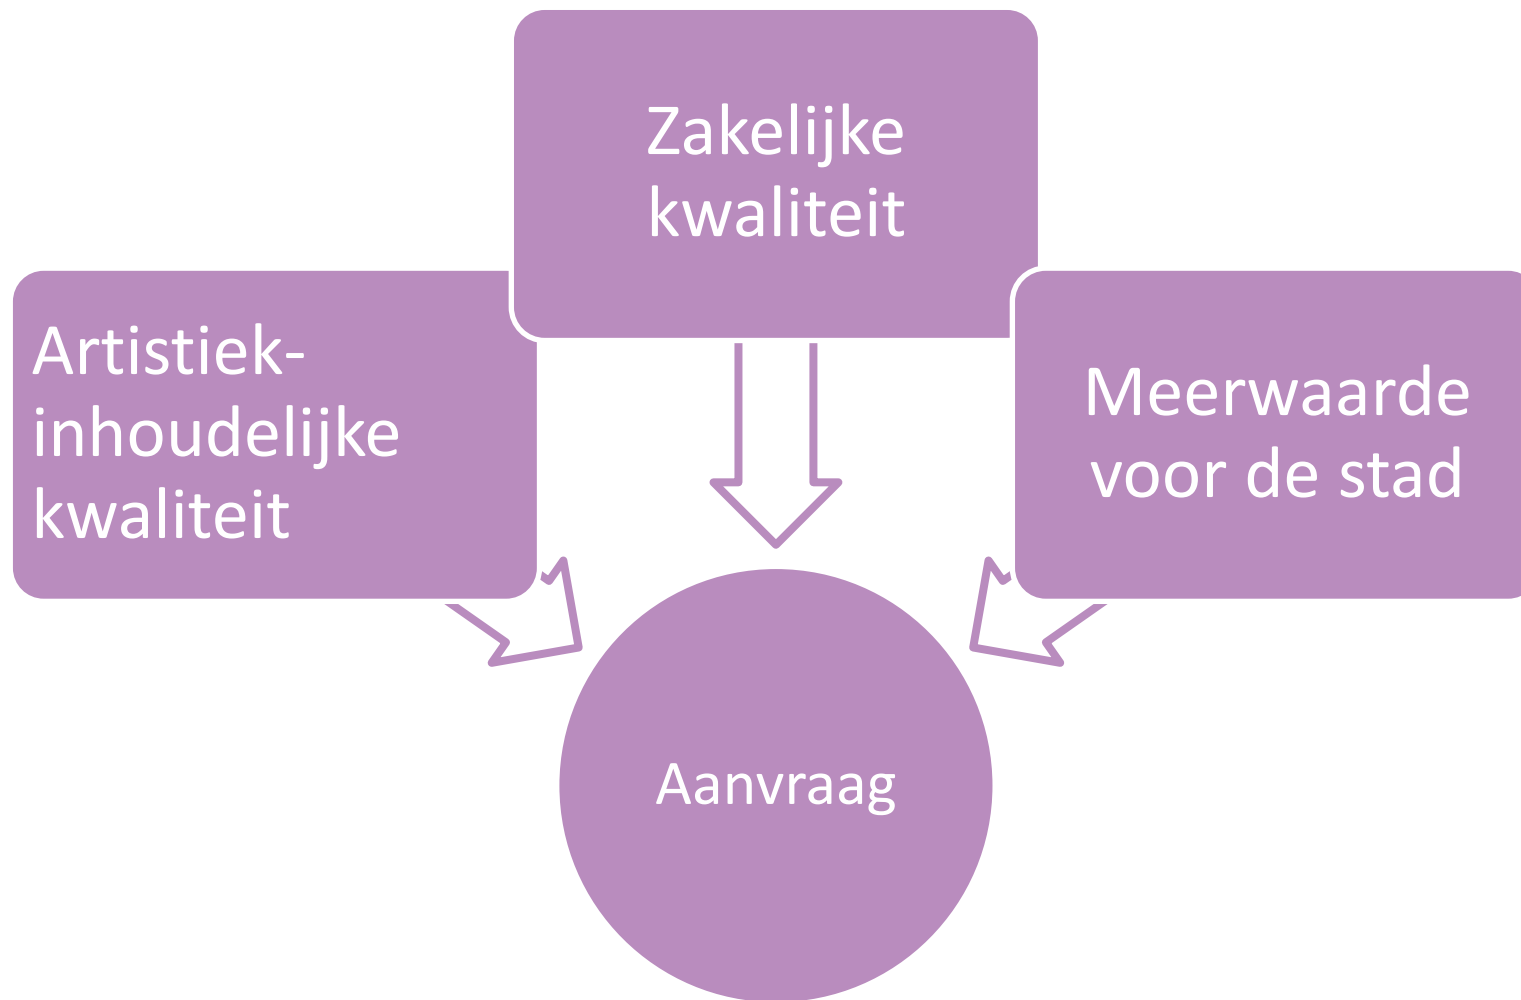 Zakelijke
kwaliteit
Artistiek-
inhoudelijke
kwaliteit
Meerwaarde
voor de stad
Aanvraag